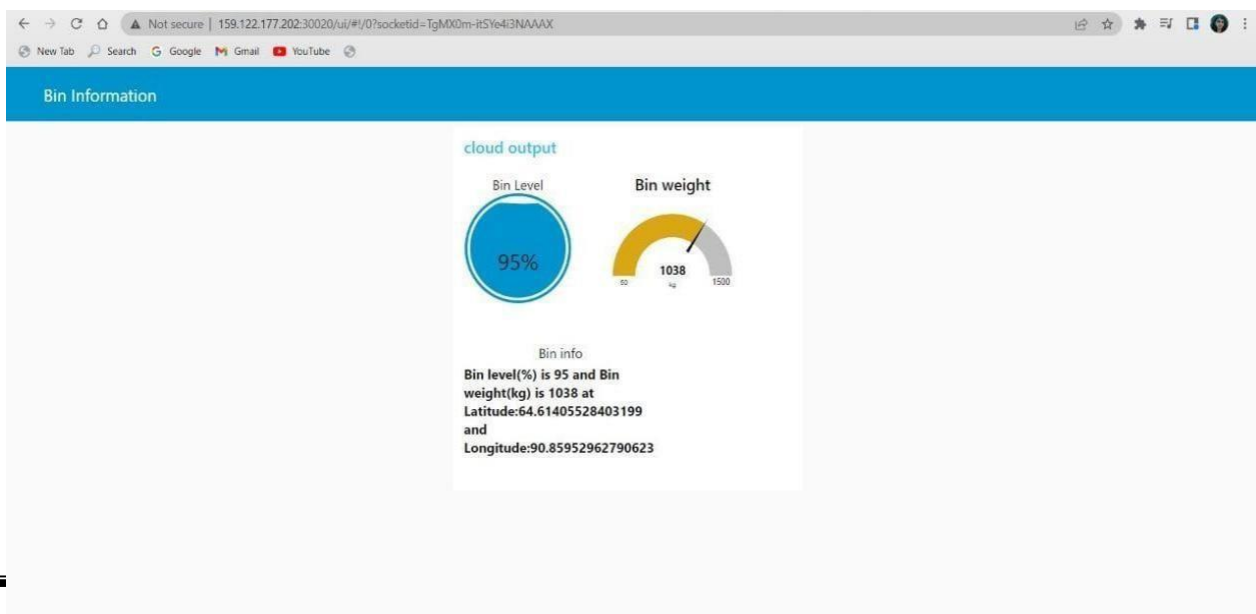 Not secure | 159.122.177.202:30020/ui/#!/0?socketid=TgMX0m-itSYe4i3NAAAX
New Tab Search Google Gmail YouTube
Bin Information
cloud output
Bin Level Bin weight
95%
1038
50 kg 1500
Bin info
Bin level(%) is 95 and Bin
weight(kg) is 1038 at
Latitude:64.61405528403199
and
Longitude:90.85952962790623